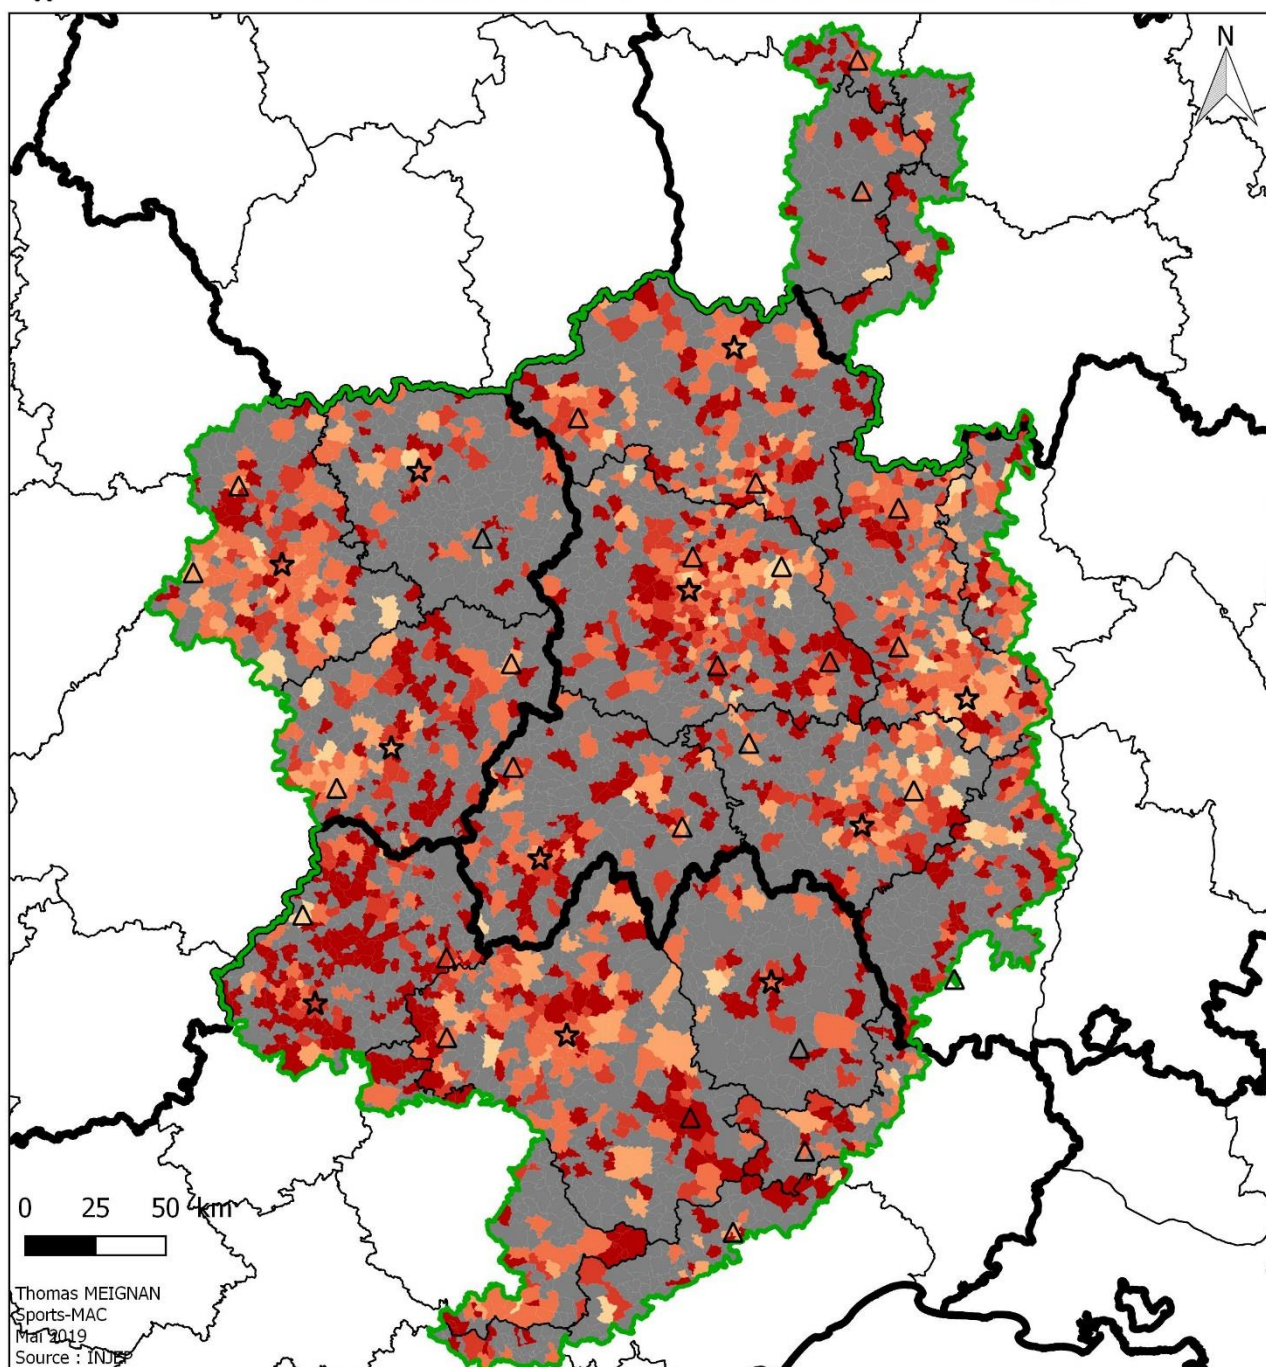 N
0 25 50 km
Thomas MEIGNAN
Sports-MAC
Mai 2019
Source : INJEP